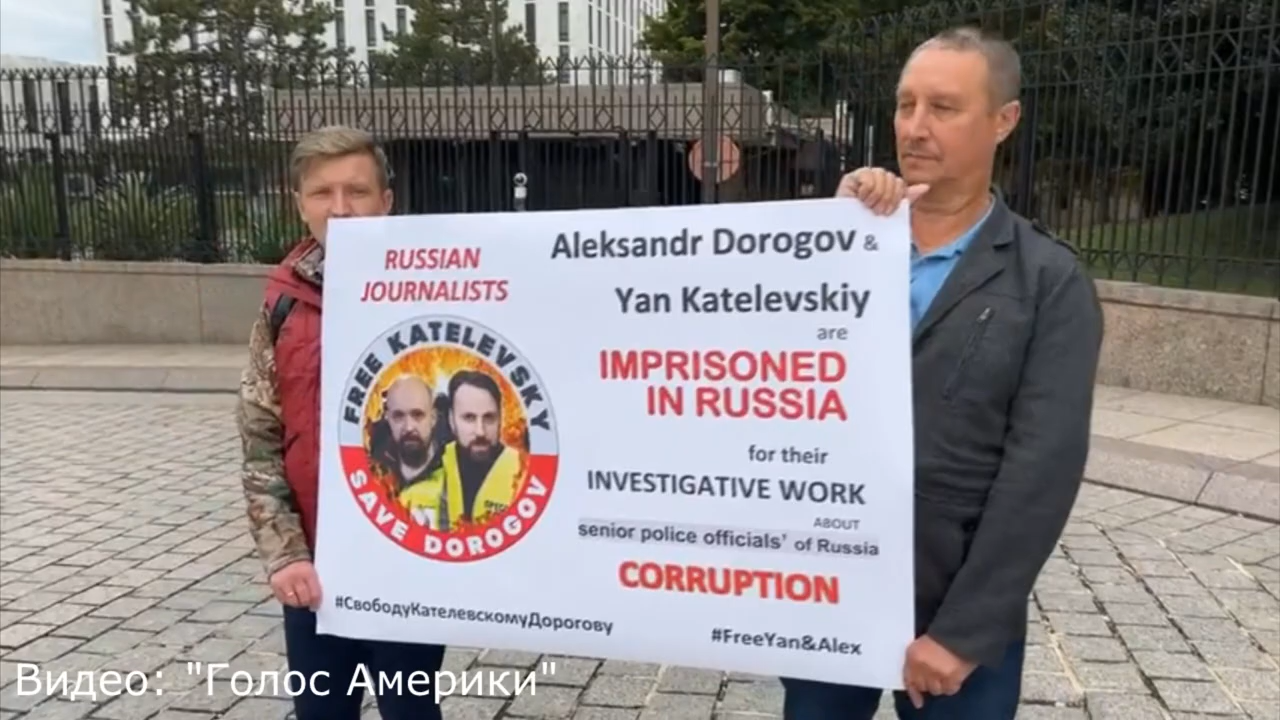 RUSSIAN
JOURNALISTS
FREE KATELEVSKY
SAVE DOROGOV
#СвободуКателевскомуДорогову
Aleksandr Dorogov &
Yan Katelevskiy
are
IMPRISONED
IN RUSSIA
for their
INVESTIGATIVE WORK
ABOUT
senior police officials' of Russia
CORRUPTION
#FreeYan&Alex
Видео: "Голос Америки"